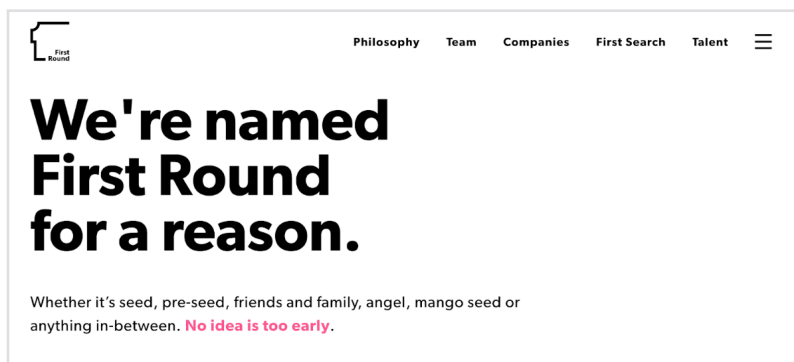 First
Round
Philosophy Team Companies First Search Talent
We're named
First Round
for a reason.
Whether it’s seed, pre-seed, friends and family, angel, mango seed or
anything in-between. No idea is too early.